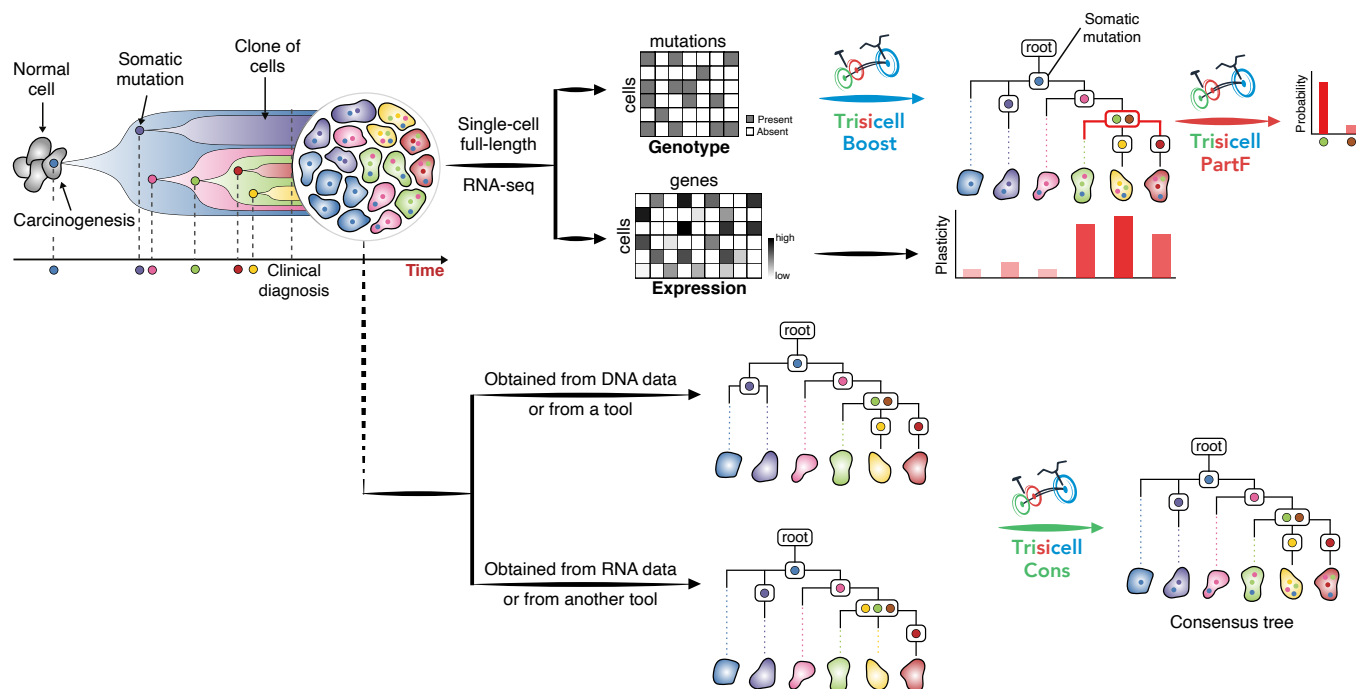 Normal
cell
Somatic
mutation
Clone of
cells
Carcinogenesis
Clinical
diagnosis
Time
Single-cell
full-length
RNA-seq
mutations
cells
Present
Absent
Genotype
genes
cells
high
low
Expression
Trisicell
Boost
root
Somatic
mutation
Trisicell
PartF
Probability
Plasticity
Obtained from DNA data
or from a tool
root
Obtained from RNA data
or from another tool
root
Trisicell
Cons
root
Consensus tree